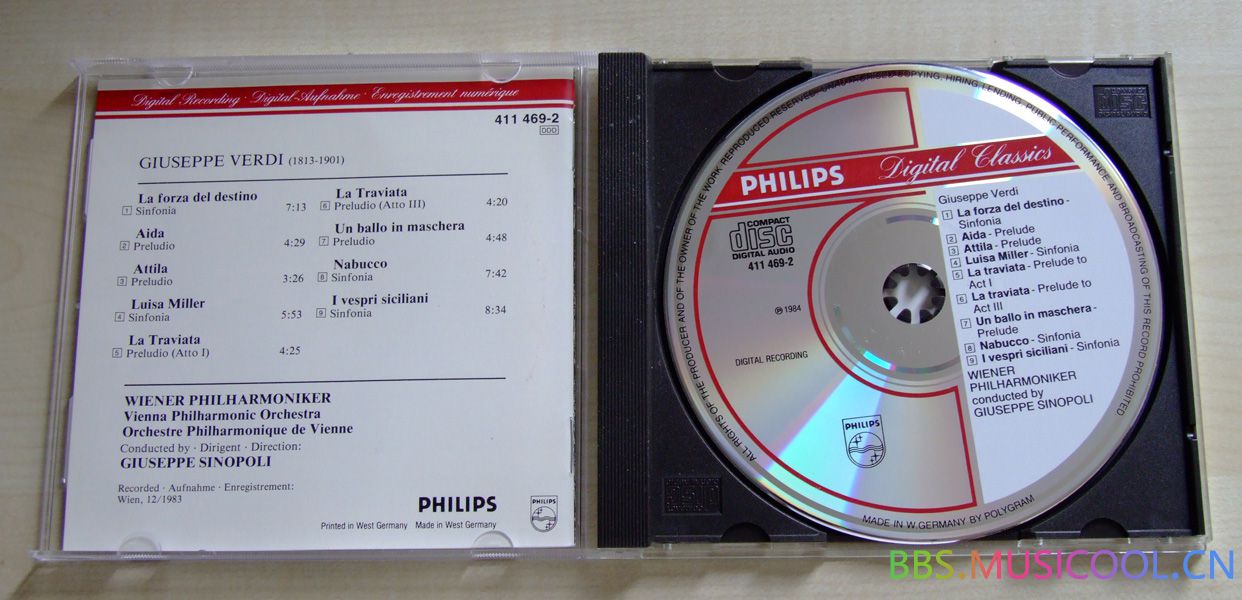 Digital Recording · Digital-Aufnahme · Enregistrement numérique
411 469-2
DDD
GIUSEPPE VERDI (1813-1901)
La forza del destino
1 Sinfonia 7:13
Aida
2 Preludio 4:29
Attila
3 Preludio 3:26
Luisa Miller
4 Sinfonia 5:53
La Traviata
5 Preludio (Atto I) 4:25
La Traviata
6 Preludio (Atto III) 4:20
Un ballo in maschera
7 Preludio 4:48
Nabucco
8 Sinfonia 7:42
I vespri siciliani
9 Sinfonia 8:34
WIENER PHILHARMONIKER
Vienna Philharmonic Orchestra
Orchestre Philharmonique de Vienne
Conducted by · Dirigent · Direction:
GIUSEPPE SINOPOLI
Recorded · Aufnahme · Enregistrement:
Wien, 12/1983
PHILIPS
PHILIPS
Printed in West Germany Made in West Germany
ALL RIGHTS OF THE PRODUCER AND OF THE OWNER OF THE WORK REPRODUCED RESERVED. UNAUTHORISED COPYING, HIRING, LENDING, PUBLIC PERFORMANCE AND BROADCASTING OF THIS RECORD PROHIBITED
PHILIPS Digital Classics
COMPACT
disc
DIGITAL AUDIO
411 469-2
℗ 1984
DIGITAL RECORDING
PHILIPS
Giuseppe Verdi
1 La forza del destino -
Sinfonia
2 Aida - Prelude
3 Attila - Prelude
4 Luisa Miller - Sinfonia
5 La traviata - Prelude to
Act I
6 La traviata - Prelude to
Act III
7 Un ballo in maschera -
Prelude
8 Nabucco - Sinfonia
9 I vespri siciliani - Sinfonia
WIENER
PHILHARMONIKER
conducted by
GIUSEPPE SINOPOLI
MADE IN W.GERMANY BY POLYGRAM
BBS.MUSICOOL.CN